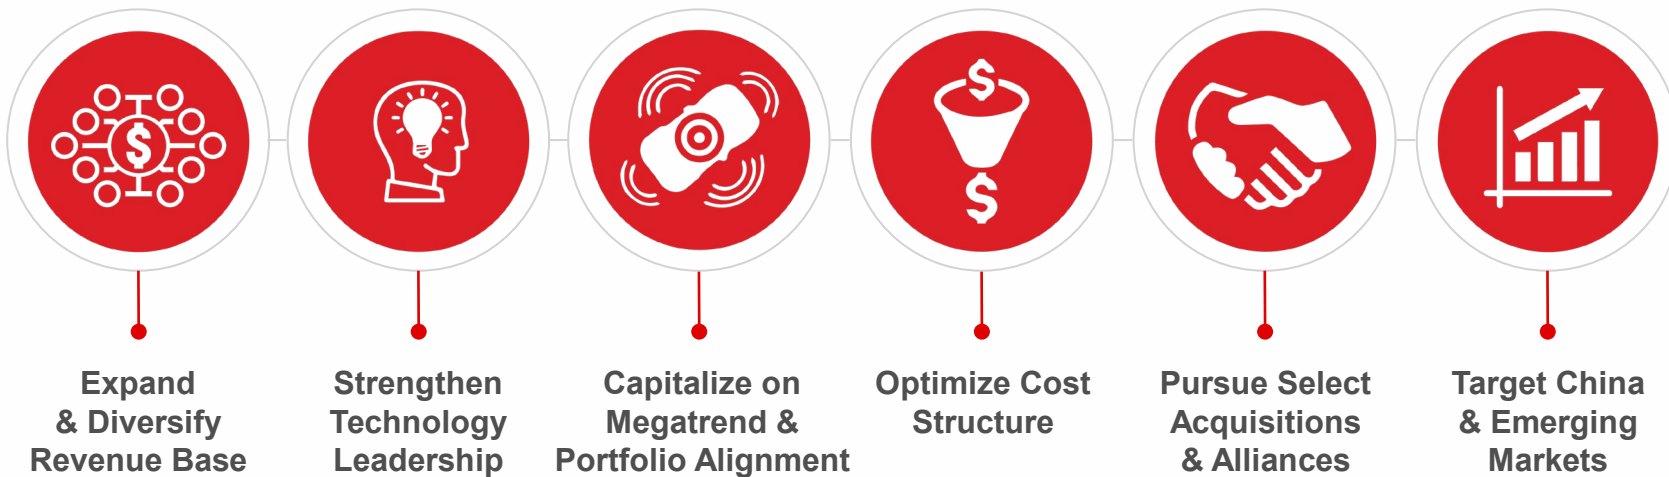 $
$
$
Expand
& Diversify
Revenue Base
Strengthen
Technology
Leadership
Capitalize on
Megatrend &
Portfolio Alignment
Optimize Cost
Structure
Pursue Select
Acquisitions
& Alliances
Target China
& Emerging
Markets